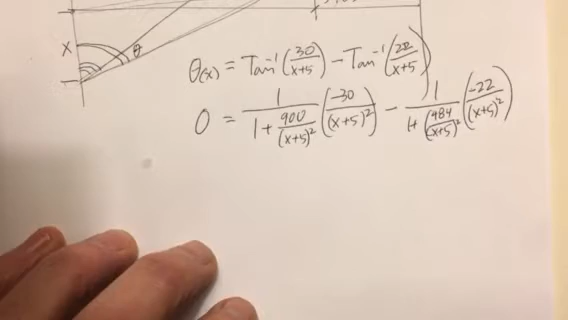 x
θ
θ(x) = Tan⁻¹(30/(x+5)) − Tan⁻¹(22/(x+5))
0 = 1/(1+900/(x+5)²) (−30/(x+5)²) − 1/(1+(484/(x+5)²) (−22/(x+5)²)